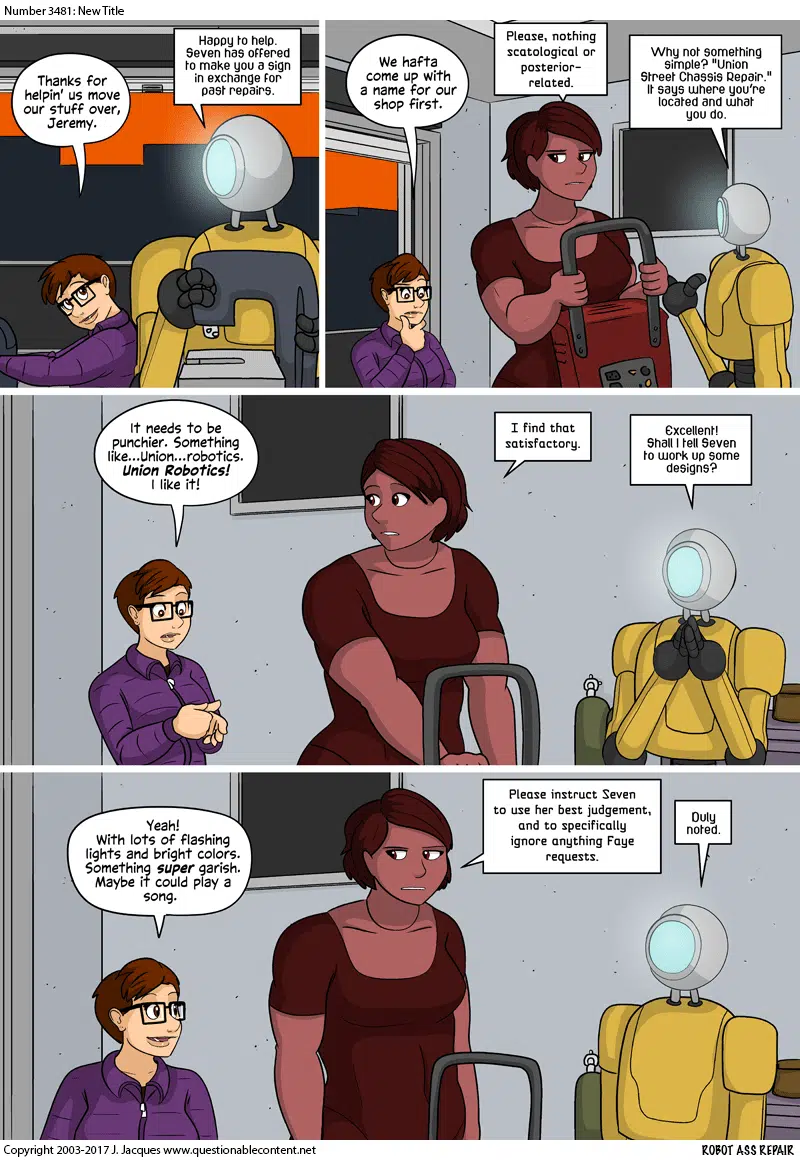 Number 3481: New Title
Thanks for
helpin' us move
our stuff over,
Jeremy.
Happy to help.
Seven has offered
to make you a sign
in exchange for
past repairs.
We hafta
come up with
a name for our
shop first.
Please, nothing
scatological or
posterior-
related.
Why not something
simple? "Union
Street Chassis Repair."
It says where you're
located and what
you do.
It needs to be
punchier. Something
like...Union...robotics.
Union Robotics!
I like it!
I find that
satisfactory.
Excellent!
Shall I tell Seven
to work up some
designs?
Yeah!
With lots of flashing
lights and bright colors.
Something super garish.
Maybe it could play a
song.
Please instruct Seven
to use her best judgement,
and to specifically
ignore anything Faye
requests.
Duly
noted.
Copyright 2003-2017 J. Jacques www.questionablecontent.net
ROBOT ASS REPAIR